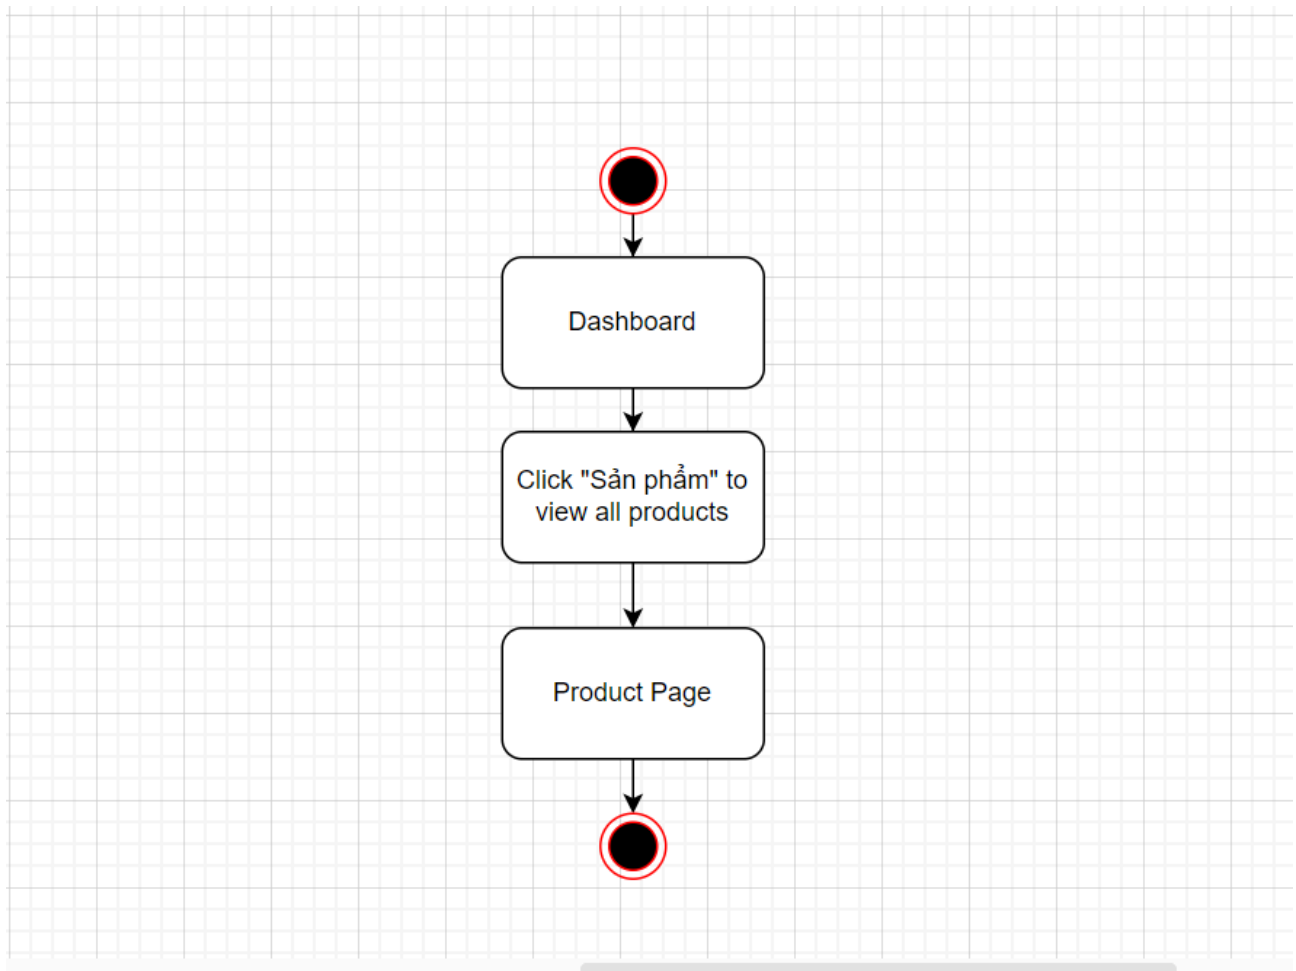 Dashboard
Click "Sản phẩm" to
view all products
Product Page